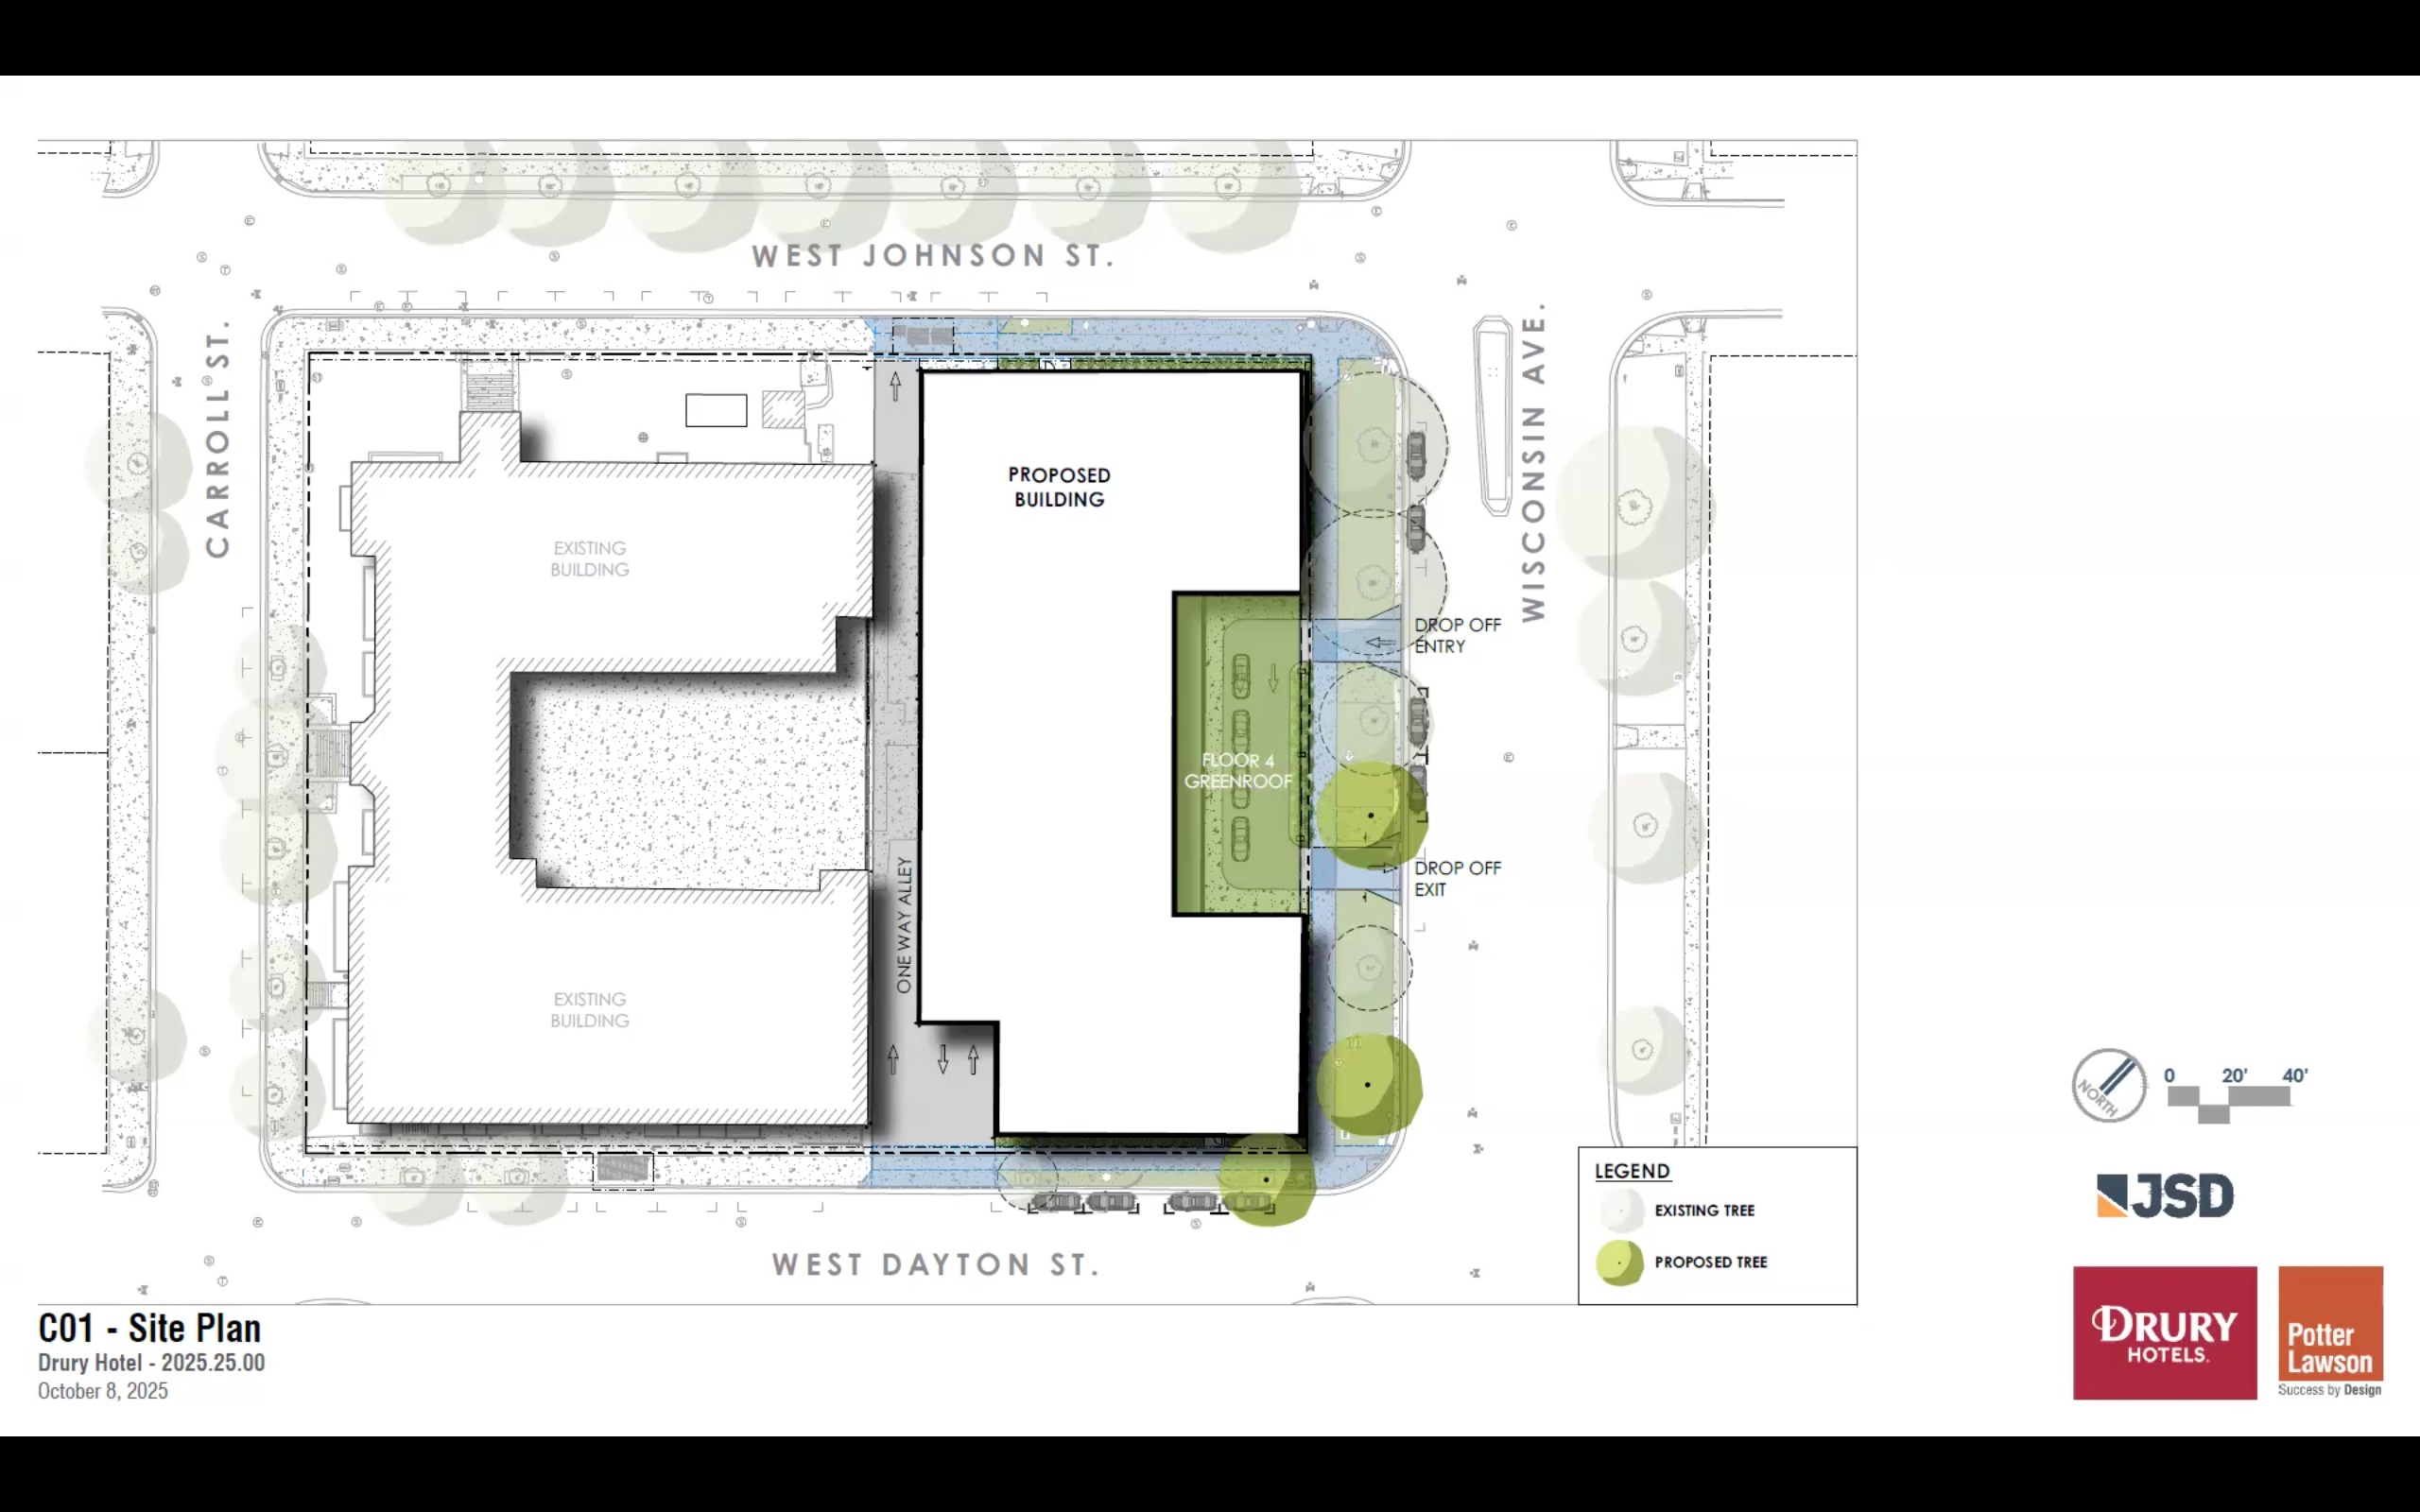 WEST JOHNSON ST.
CARROLL ST.
WISCONSIN AVE.
PROPOSED
BUILDING
EXISTING
BUILDING
DROP OFF
ENTRY
FLOOR 4
GREENROOF
ONE WAY ALLEY
DROP OFF
EXIT
EXISTING
BUILDING
WEST DAYTON ST.
NORTH
0 20' 40'
LEGEND
EXISTING TREE
PROPOSED TREE
JSD
DRURY
HOTELS.
Potter
Lawson
Success by Design
C01 - Site Plan
Drury Hotel - 2025.25.00
October 8, 2025